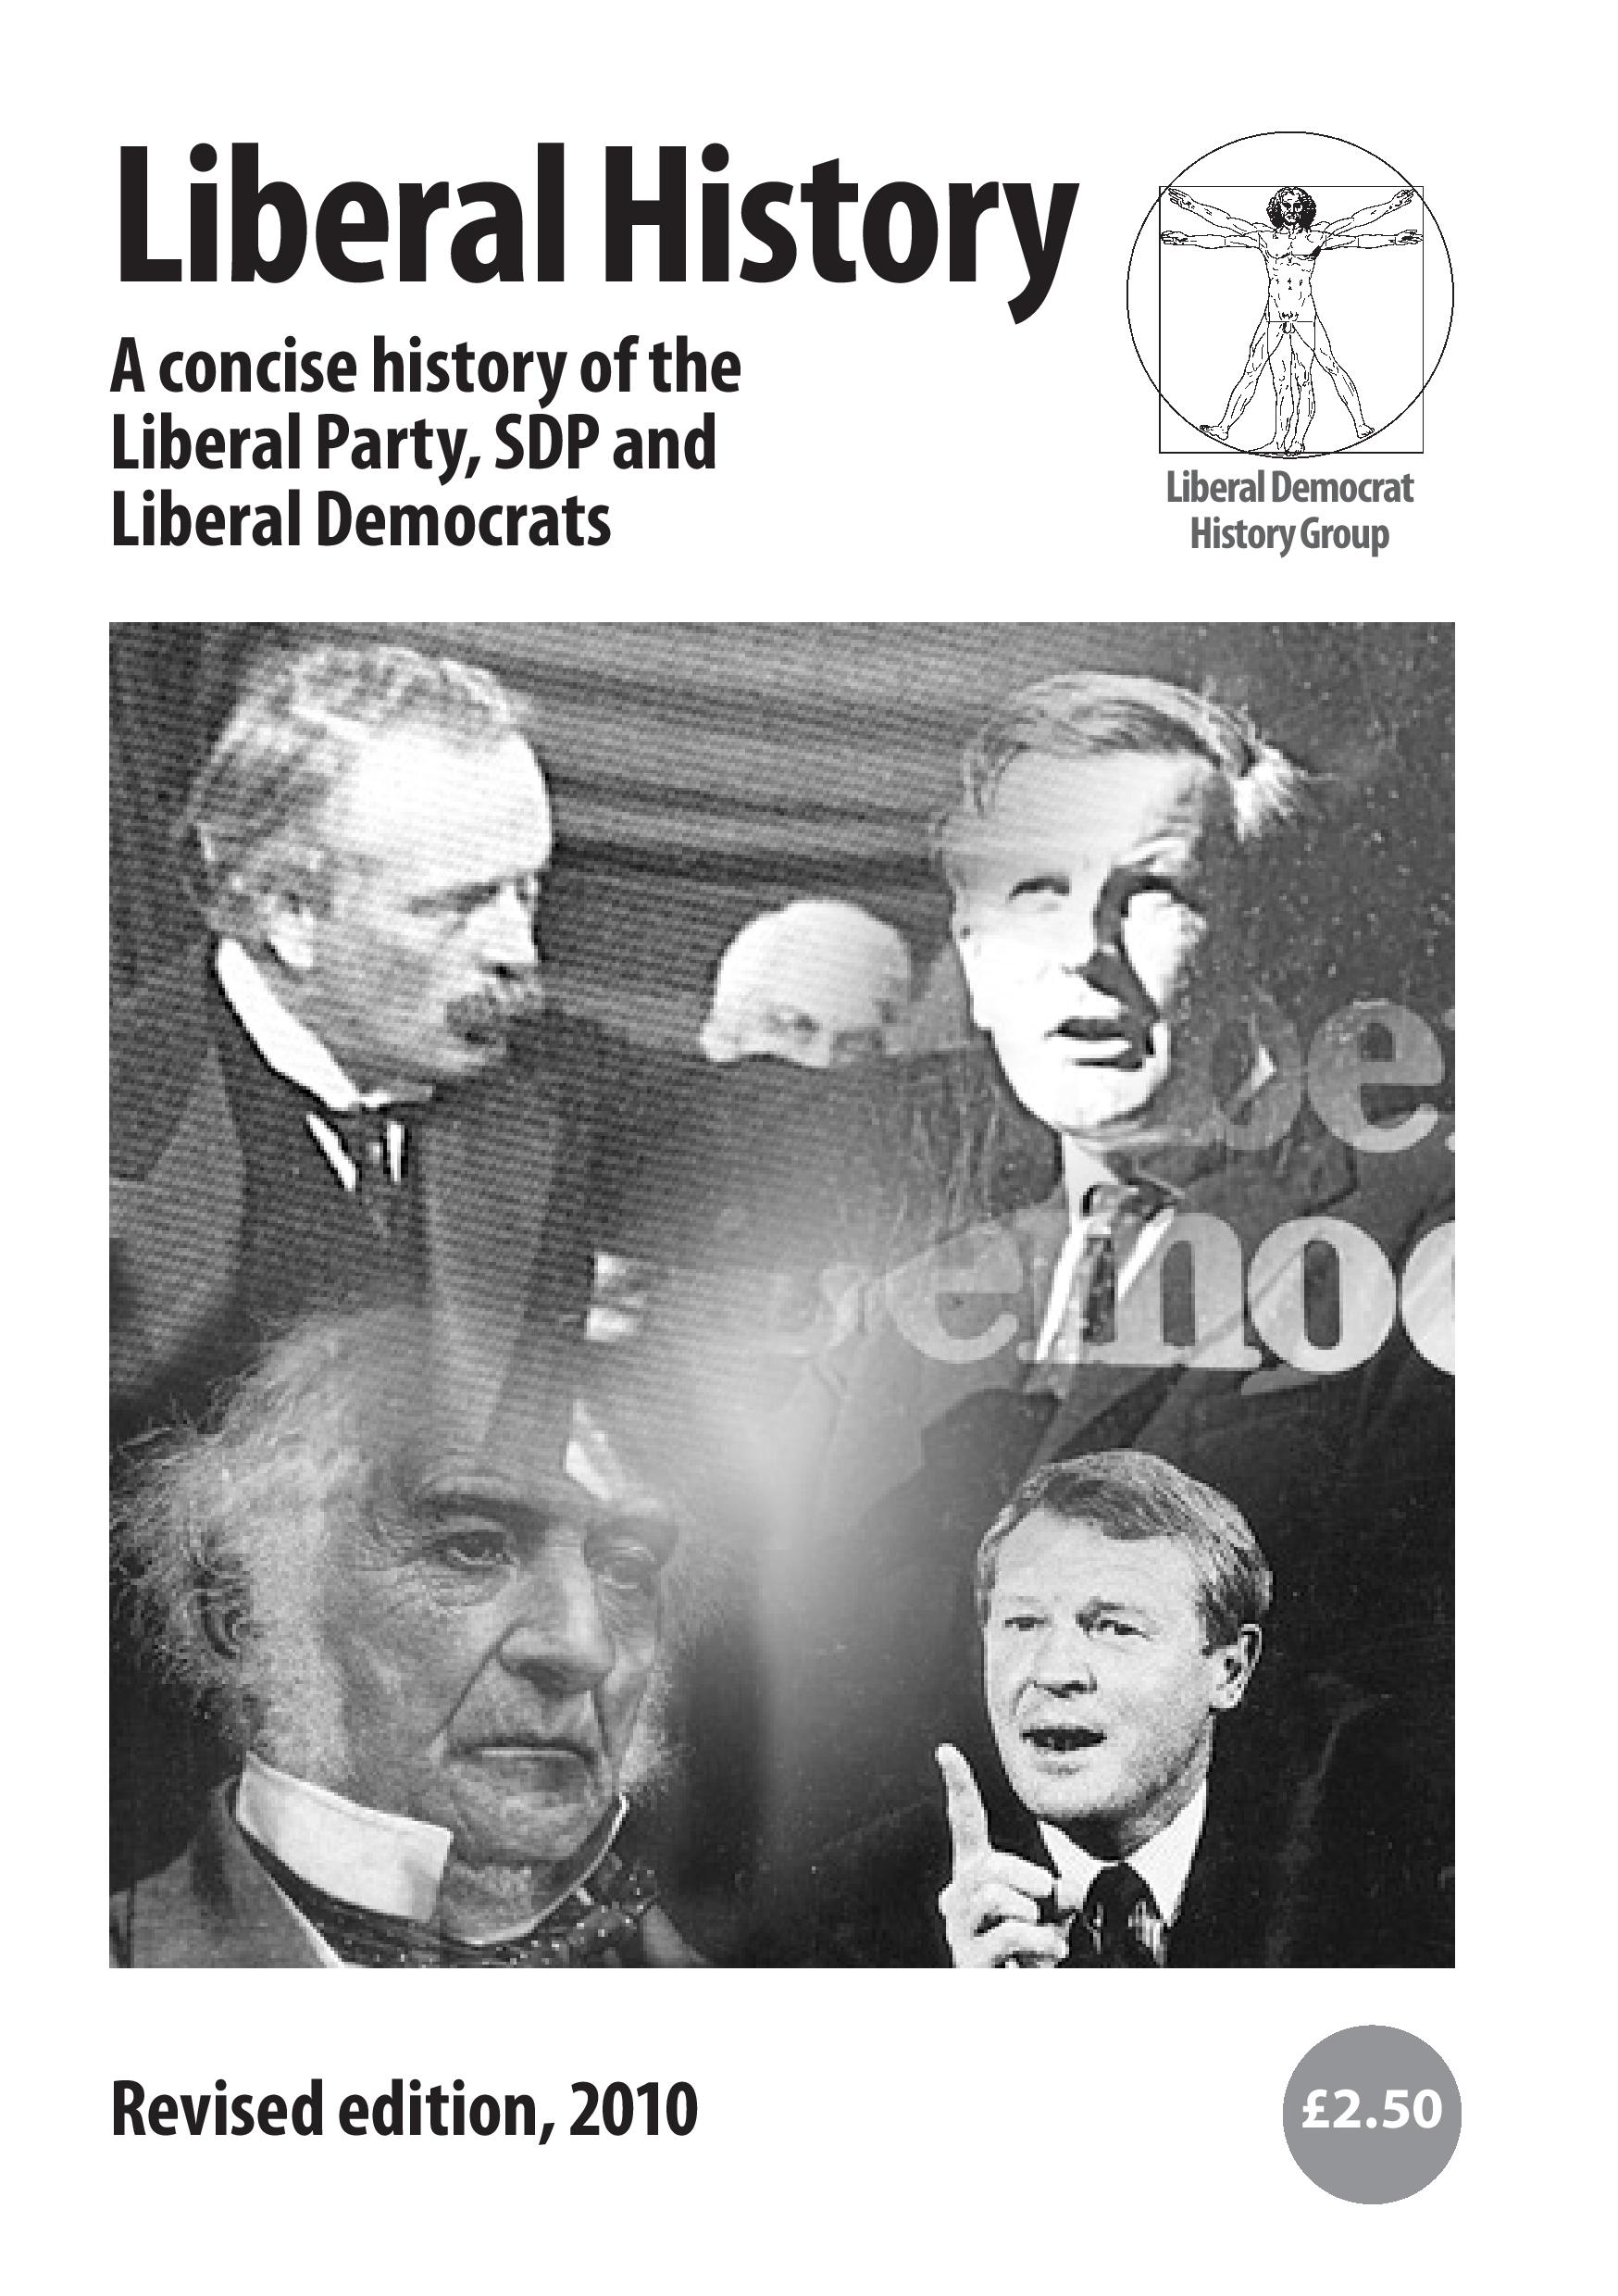 Liberal History
A concise history of the
Liberal Party, SDP and
Liberal Democrats
Liberal Democrat
History Group
Revised edition, 2010
£2.50